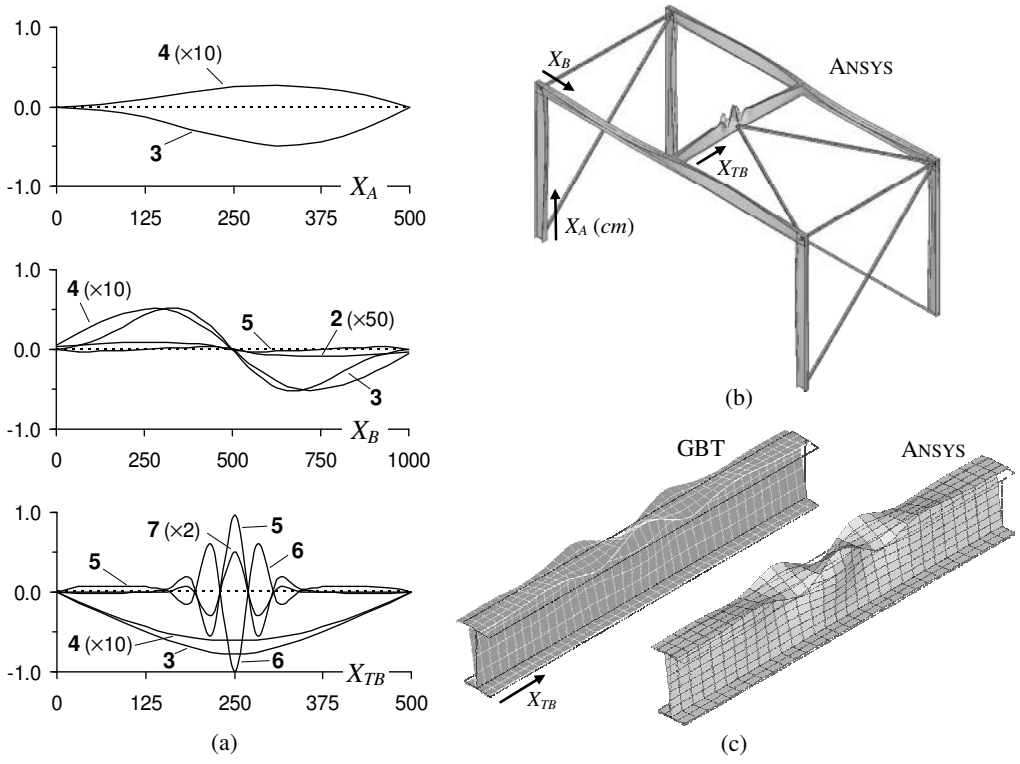 1.0
4 (×10)
0.0
3
-1.0
X_A
0 125 250 375 500
1.0
4 (×10)
5
2 (×50)
0.0
3
-1.0
X_B
0 250 500 750 1000
1.0
7 (×2)
5
6
5
0.0
4 (×10)
3
6
-1.0
X_TB
0 125 250 375 500
(a)
X_B
ANSYS
X_TB
X_A (cm)
(b)
GBT
ANSYS
X_TB
(c)